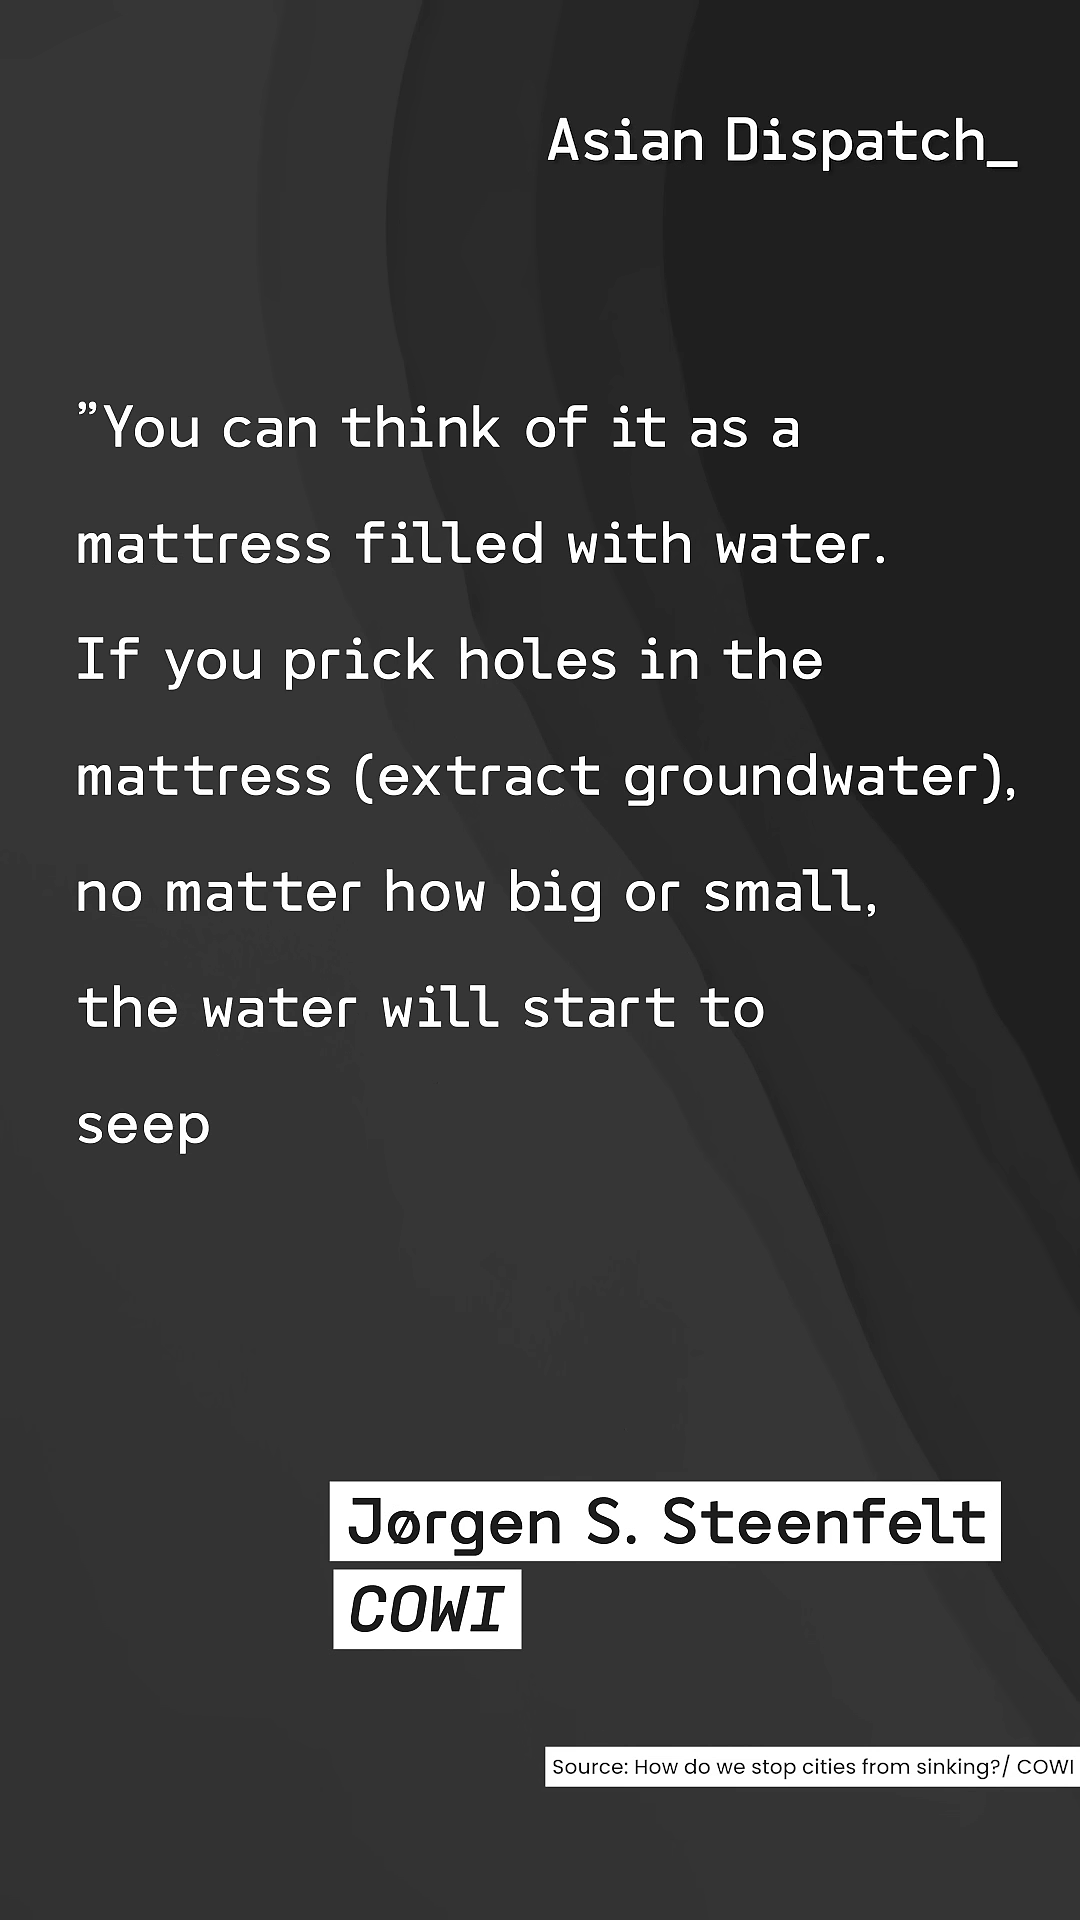 Asian Dispatch_
”You can think of it as a
mattress filled with water.
If you prick holes in the
mattress (extract groundwater),
no matter how big or small,
the water will start to
seep
Jørgen S. Steenfelt
COWI
Source: How do we stop cities from sinking?/ COWI